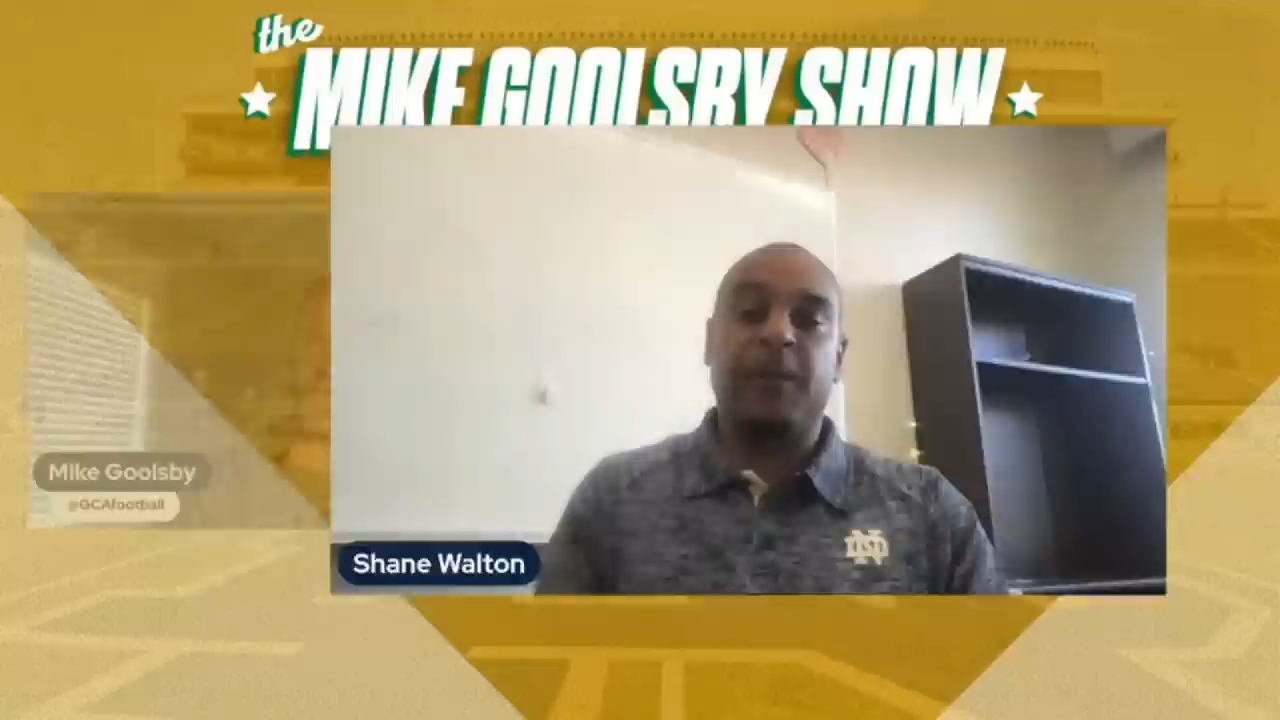 the
MIKE GOOLSBY SHOW
Mike Goolsby
@GCAfootball
Shane Walton
ND